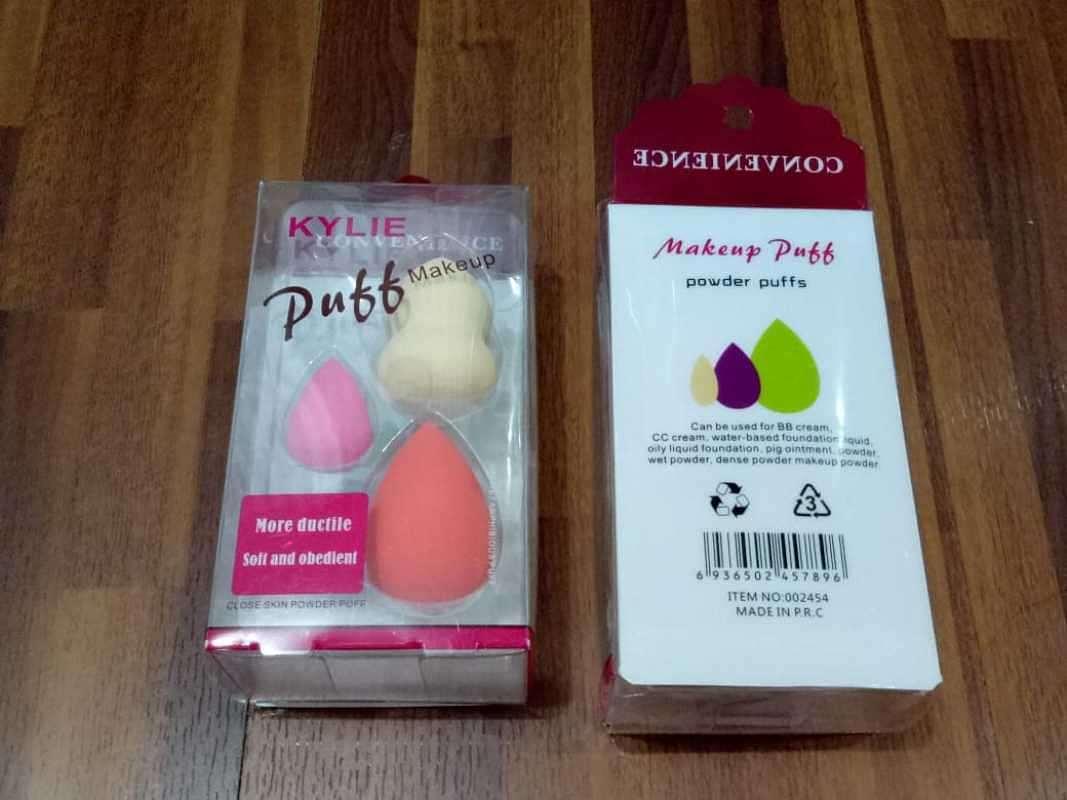 KYLIE
CONVENIENCE
Puff Makeup
More ductile
Soft and obedient
CLOSE SKIN POWDER PUFF
CONVENIENCE
Makeup Puff
powder puffs
Can be used for BB cream,
CC cream, water-based foundation liquid,
oily liquid foundation, pig ointment, powder,
wet powder, dense powder makeup powder
3
6 936502 457896
ITEM NO:002454
MADE IN P.R.C